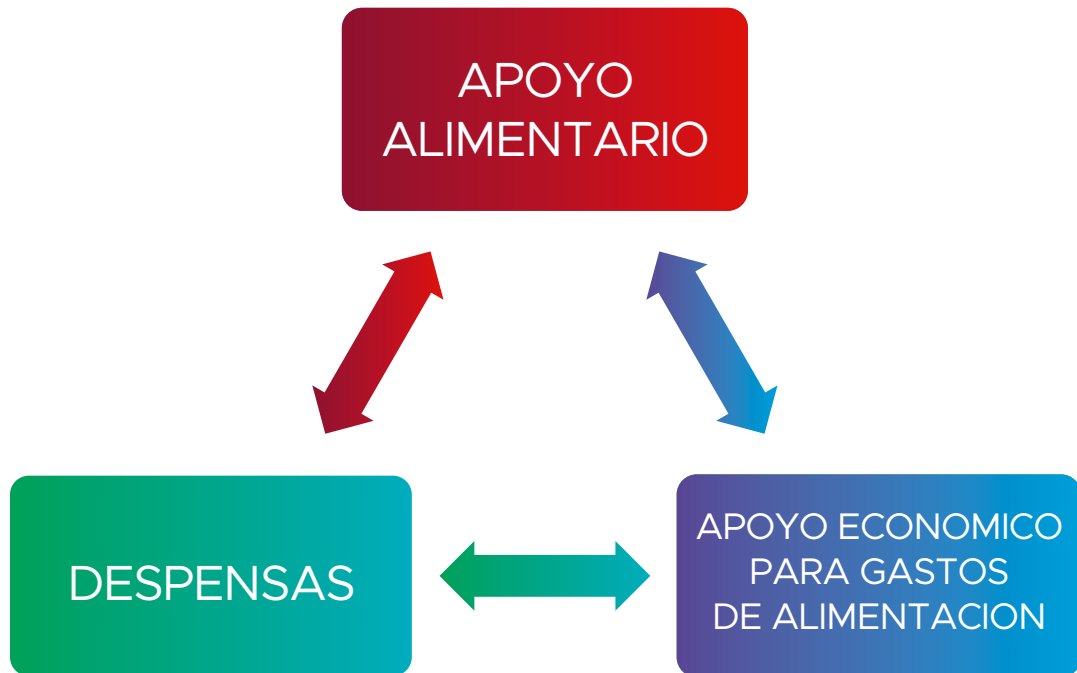 APOYO
ALIMENTARIO
DESPENSAS
APOYO ECONOMICO
PARA GASTOS
DE ALIMENTACION